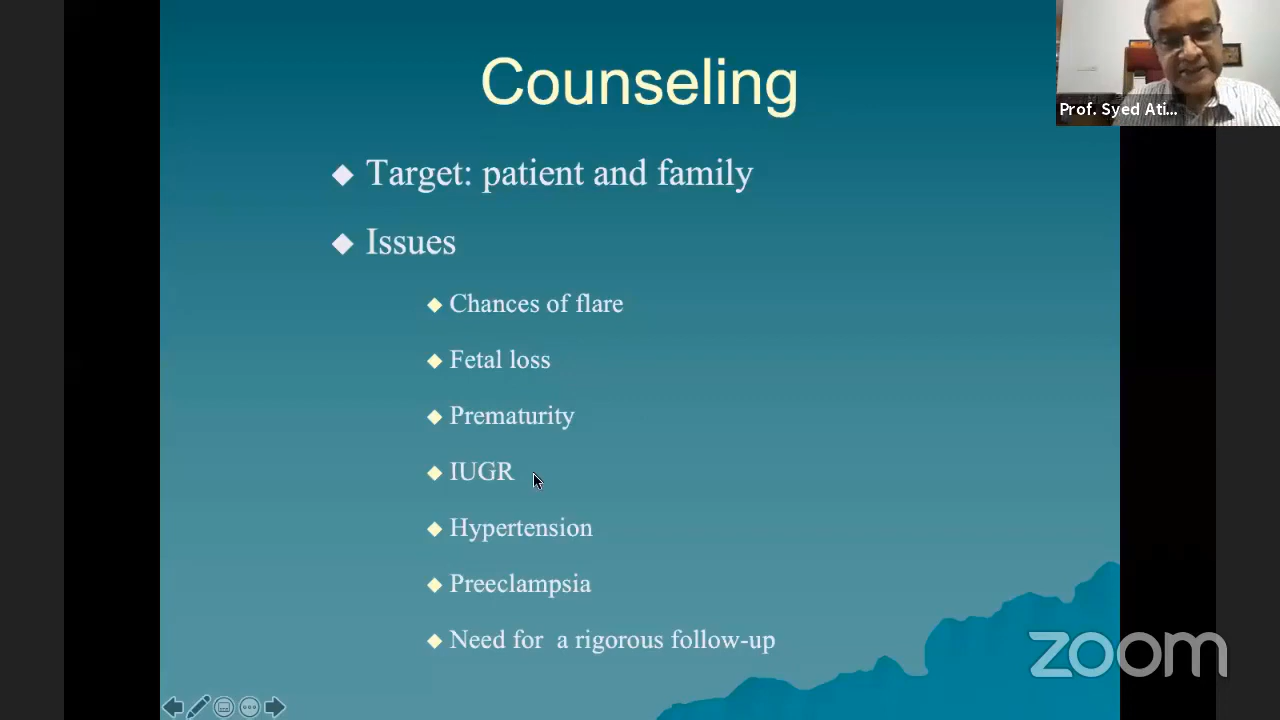 Counseling
Prof. Syed Ati...
Target: patient and family
Issues
Chances of flare
Fetal loss
Prematurity
IUGR
Hypertension
Preeclampsia
Need for a rigorous follow-up
zoom